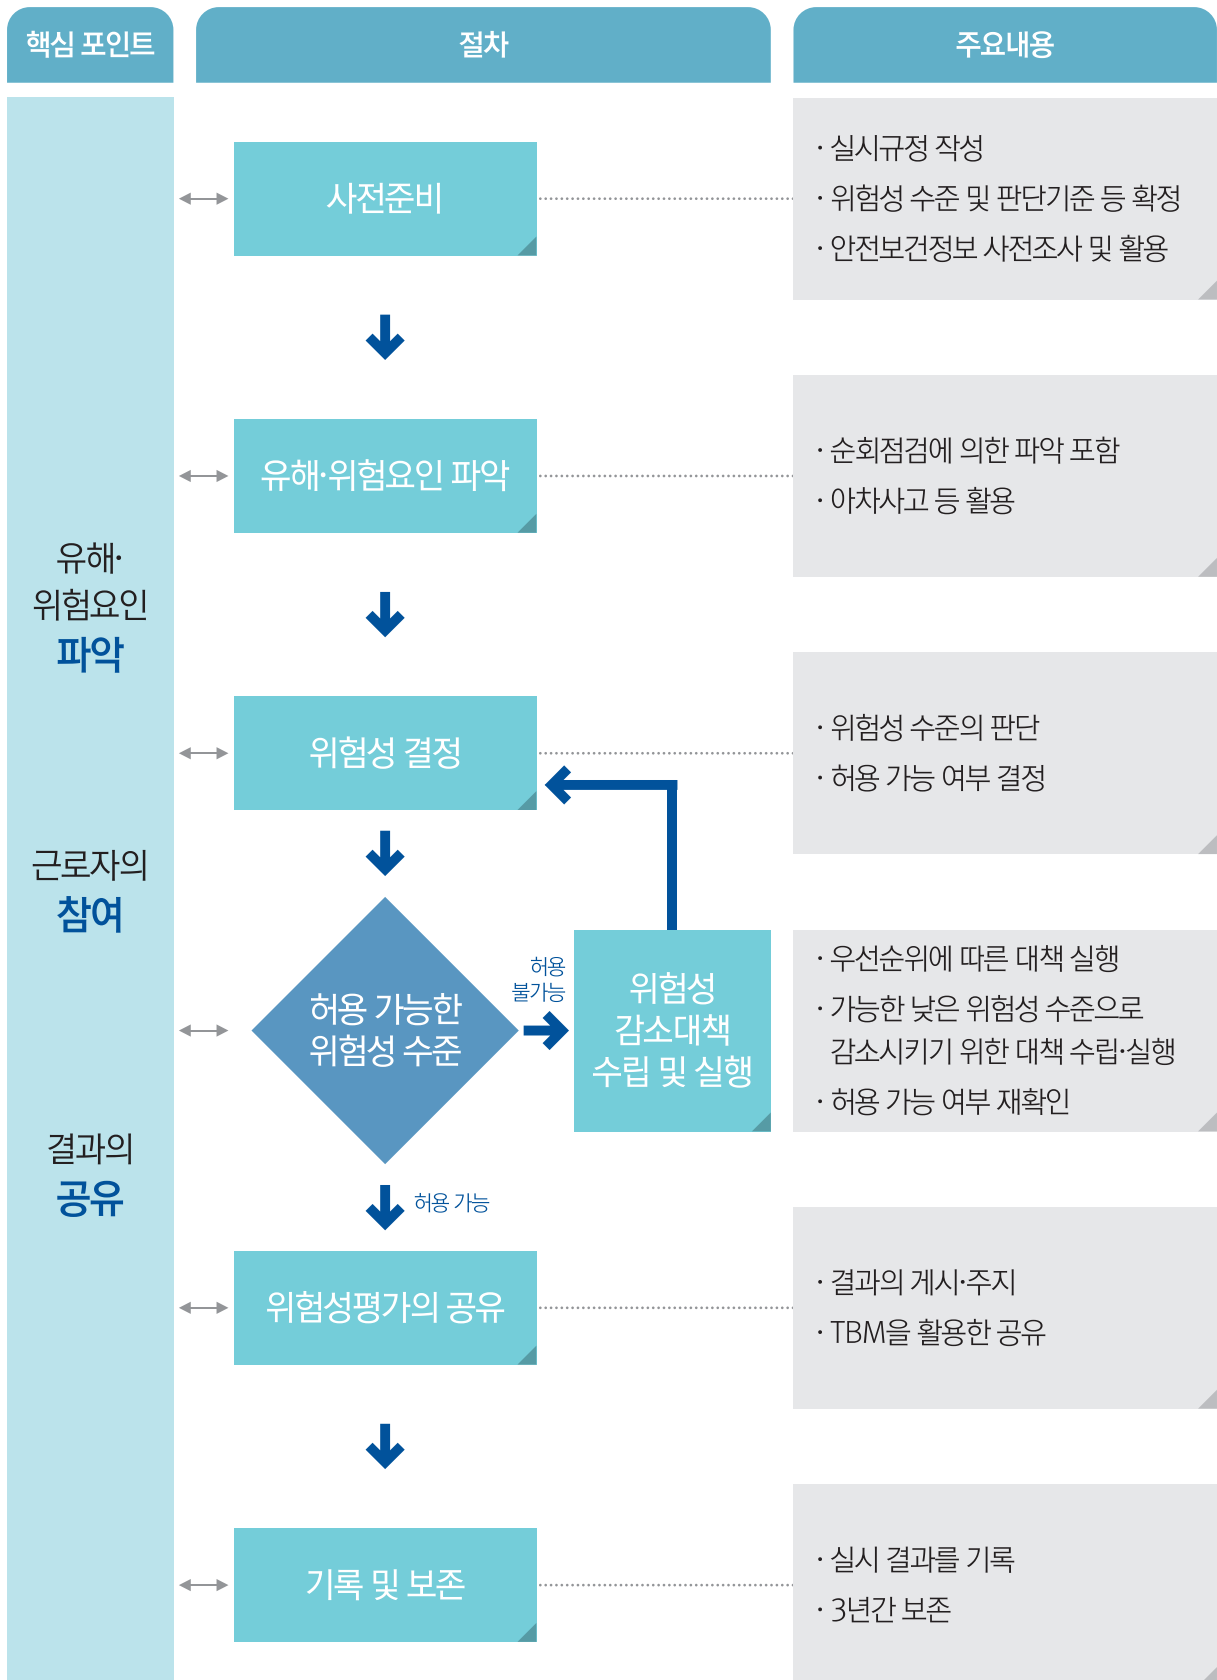 핵심 포인트
절차
주요내용
유해·
위험요인
파악
근로자의
참여
결과의
공유
사전준비
· 실시규정 작성
· 위험성 수준 및 판단기준 등 확정
· 안전보건정보 사전조사 및 활용
유해·위험요인 파악
· 순회점검에 의한 파악 포함
· 아차사고 등 활용
위험성 결정
· 위험성 수준의 판단
· 허용 가능 여부 결정
허용 가능한
위험성 수준
허용
불가능
위험성
감소대책
수립 및 실행
· 우선순위에 따른 대책 실행
· 가능한 낮은 위험성 수준으로
감소시키기 위한 대책 수립·실행
· 허용 가능 여부 재확인
허용 가능
위험성평가의 공유
· 결과의 게시·주지
· TBM을 활용한 공유
기록 및 보존
· 실시 결과를 기록
· 3년간 보존